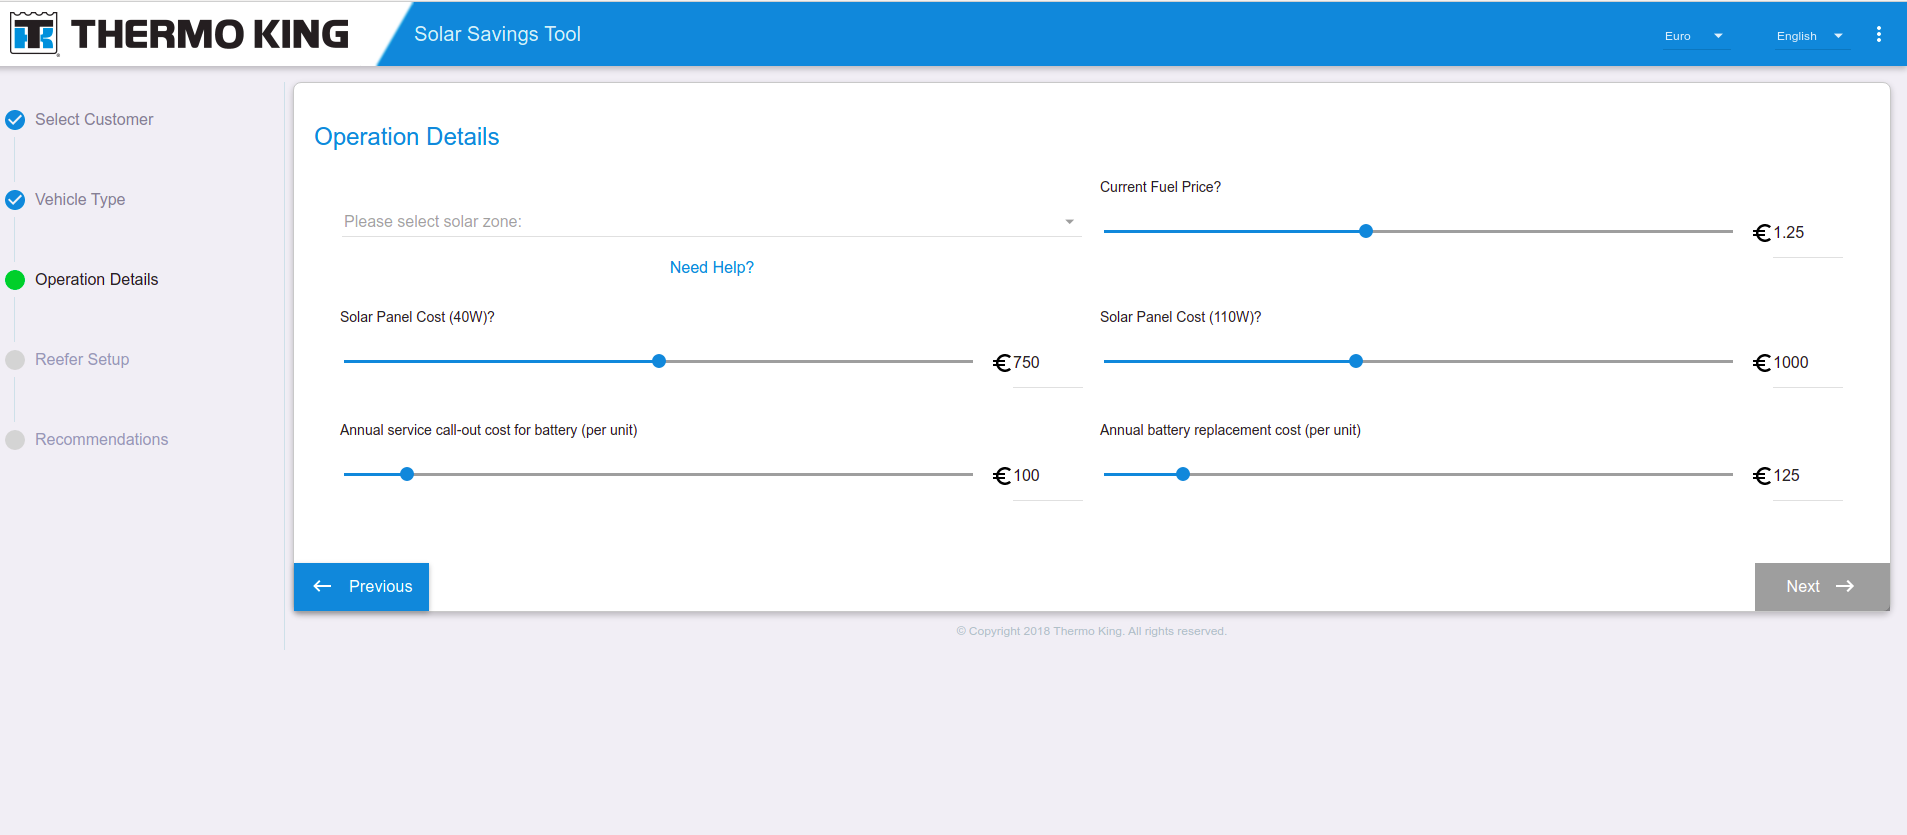 THERMO KING
Solar Savings Tool
Euro
English
Select Customer
Vehicle Type
Operation Details
Reefer Setup
Recommendations
Operation Details
Please select solar zone:
Need Help?
Current Fuel Price?
€1.25
Solar Panel Cost (40W)?
€750
Solar Panel Cost (110W)?
€1000
Annual service call-out cost for battery (per unit)
€100
Annual battery replacement cost (per unit)
€125
Previous
Next
© Copyright 2018 Thermo King. All rights reserved.